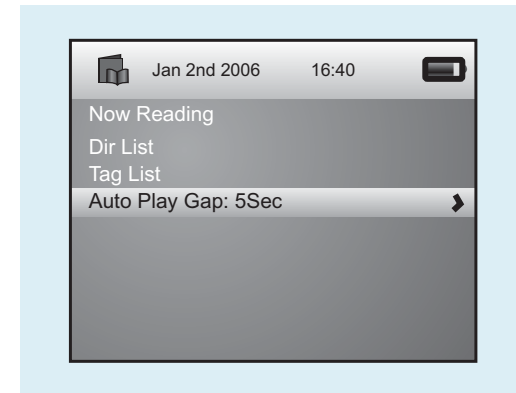 Jan 2nd 2006 16:40
Now Reading
Dir List
Tag List
Auto Play Gap: 5Sec